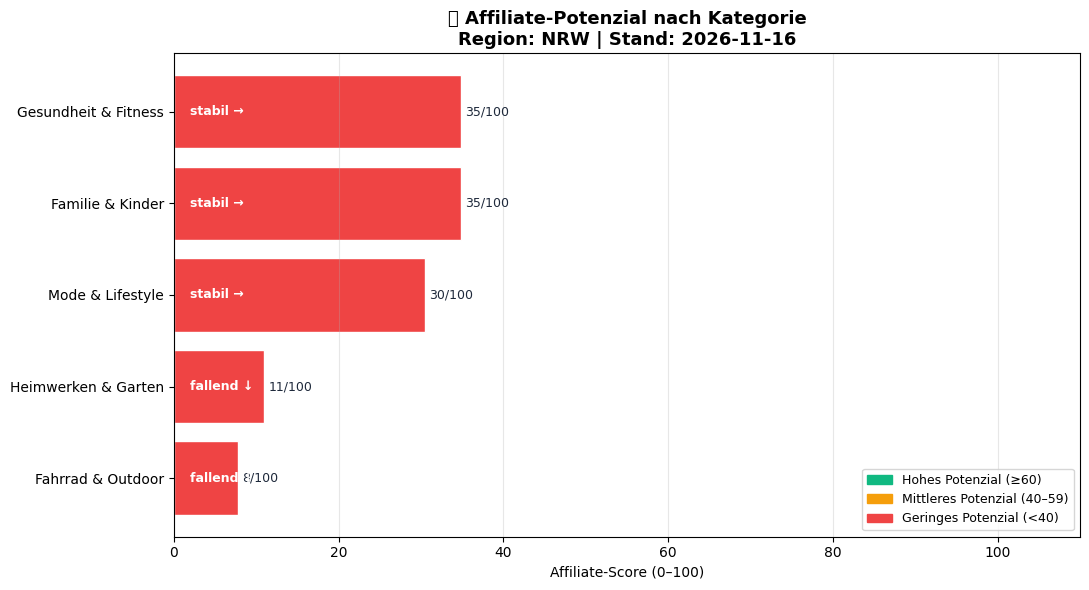 Affiliate-Potenzial nach Kategorie
Region: NRW | Stand: 2026-11-16
Gesundheit & Fitness
stabil →
35/100
Familie & Kinder
stabil →
35/100
Mode & Lifestyle
stabil →
30/100
Heimwerken & Garten
fallend ↓
11/100
Fahrrad & Outdoor
fallend
8/100
Hohes Potenzial (≥60)
Mittleres Potenzial (40–59)
Geringes Potenzial (<40)
0 20 40 60 80 100
Affiliate-Score (0–100)